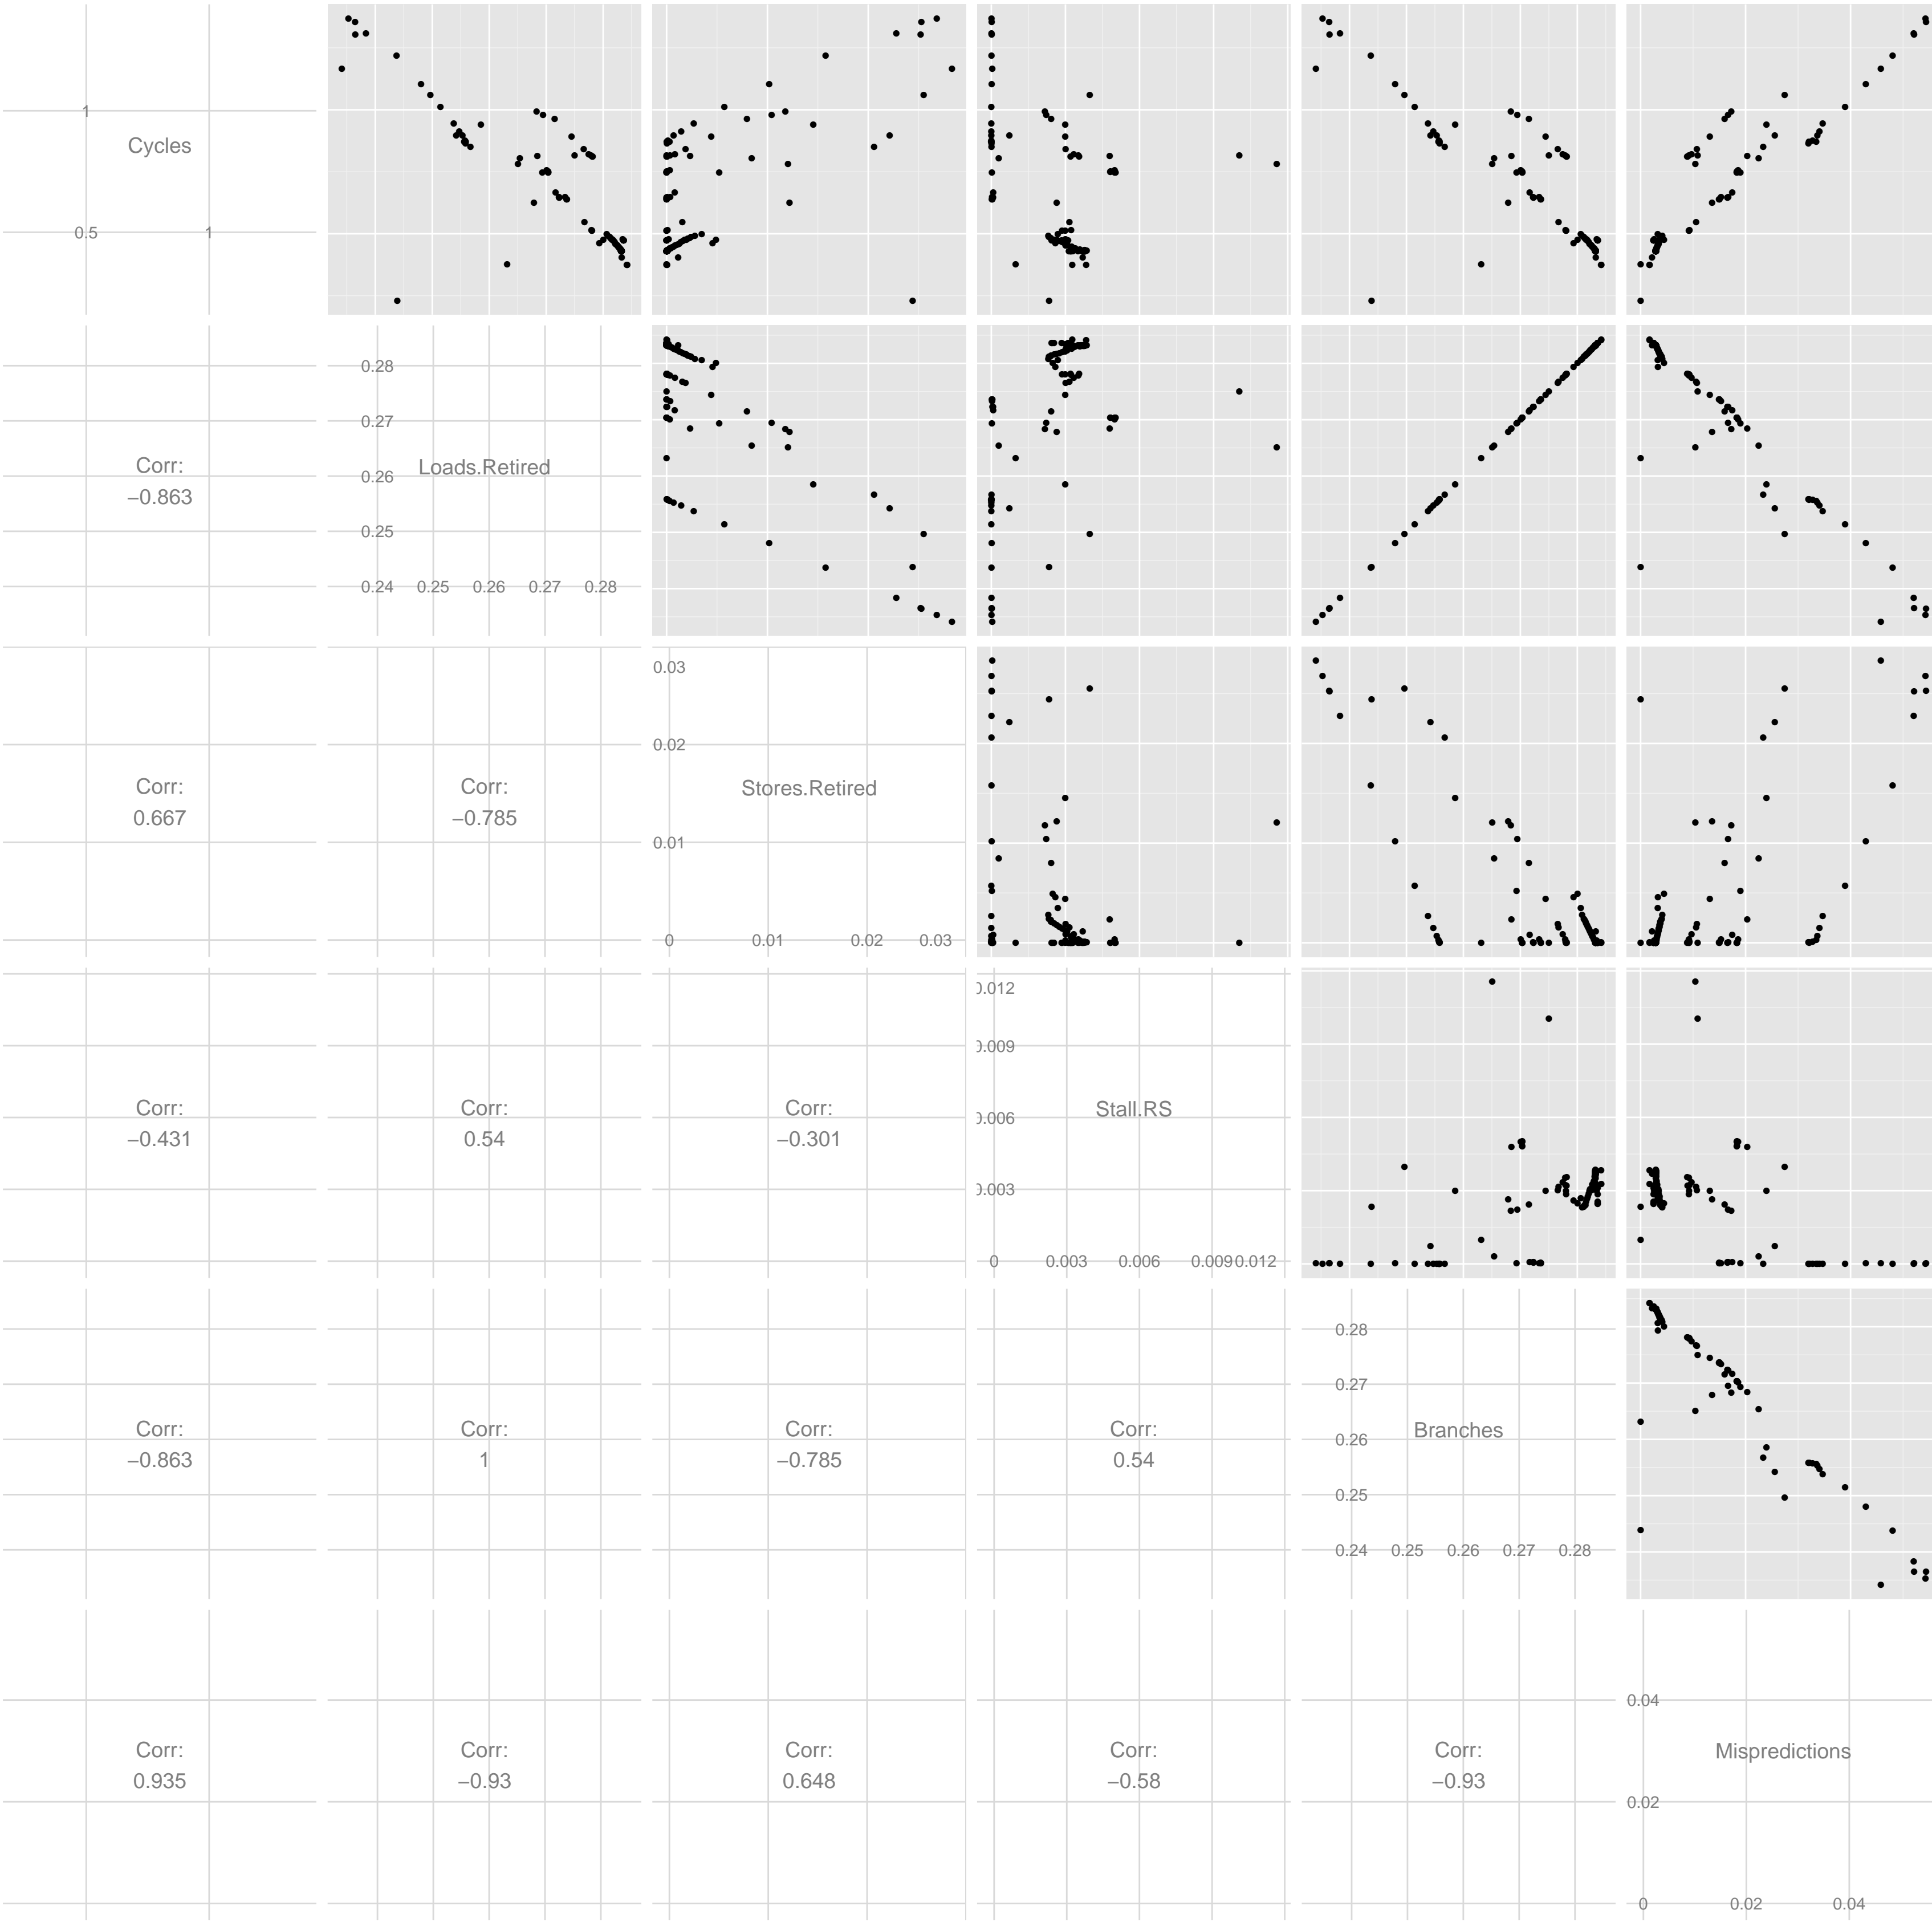 1
Cycles
0.5 1
Corr:
−0.863
0.28
0.27
0.26
Loads.Retired
0.25
0.24 0.24 0.25 0.26 0.27 0.28
Corr:
0.667
Corr:
−0.785
0.03
0.02
Stores.Retired
0.01
0 0.01 0.02 0.03
Corr:
−0.431
Corr:
0.54
Corr:
−0.301
0.012
0.009
0.006
Stall.RS
0.003
0 0.003 0.006 0.009 0.012
Corr:
−0.863
Corr:
1
Corr:
−0.785
Corr:
0.54
0.28
0.27
Branches
0.26
0.25
0.24 0.25 0.26 0.27 0.28
Corr:
0.935
Corr:
−0.93
Corr:
0.648
Corr:
−0.58
Corr:
−0.93
0.04
Mispredictions
0.02
0 0.02 0.04